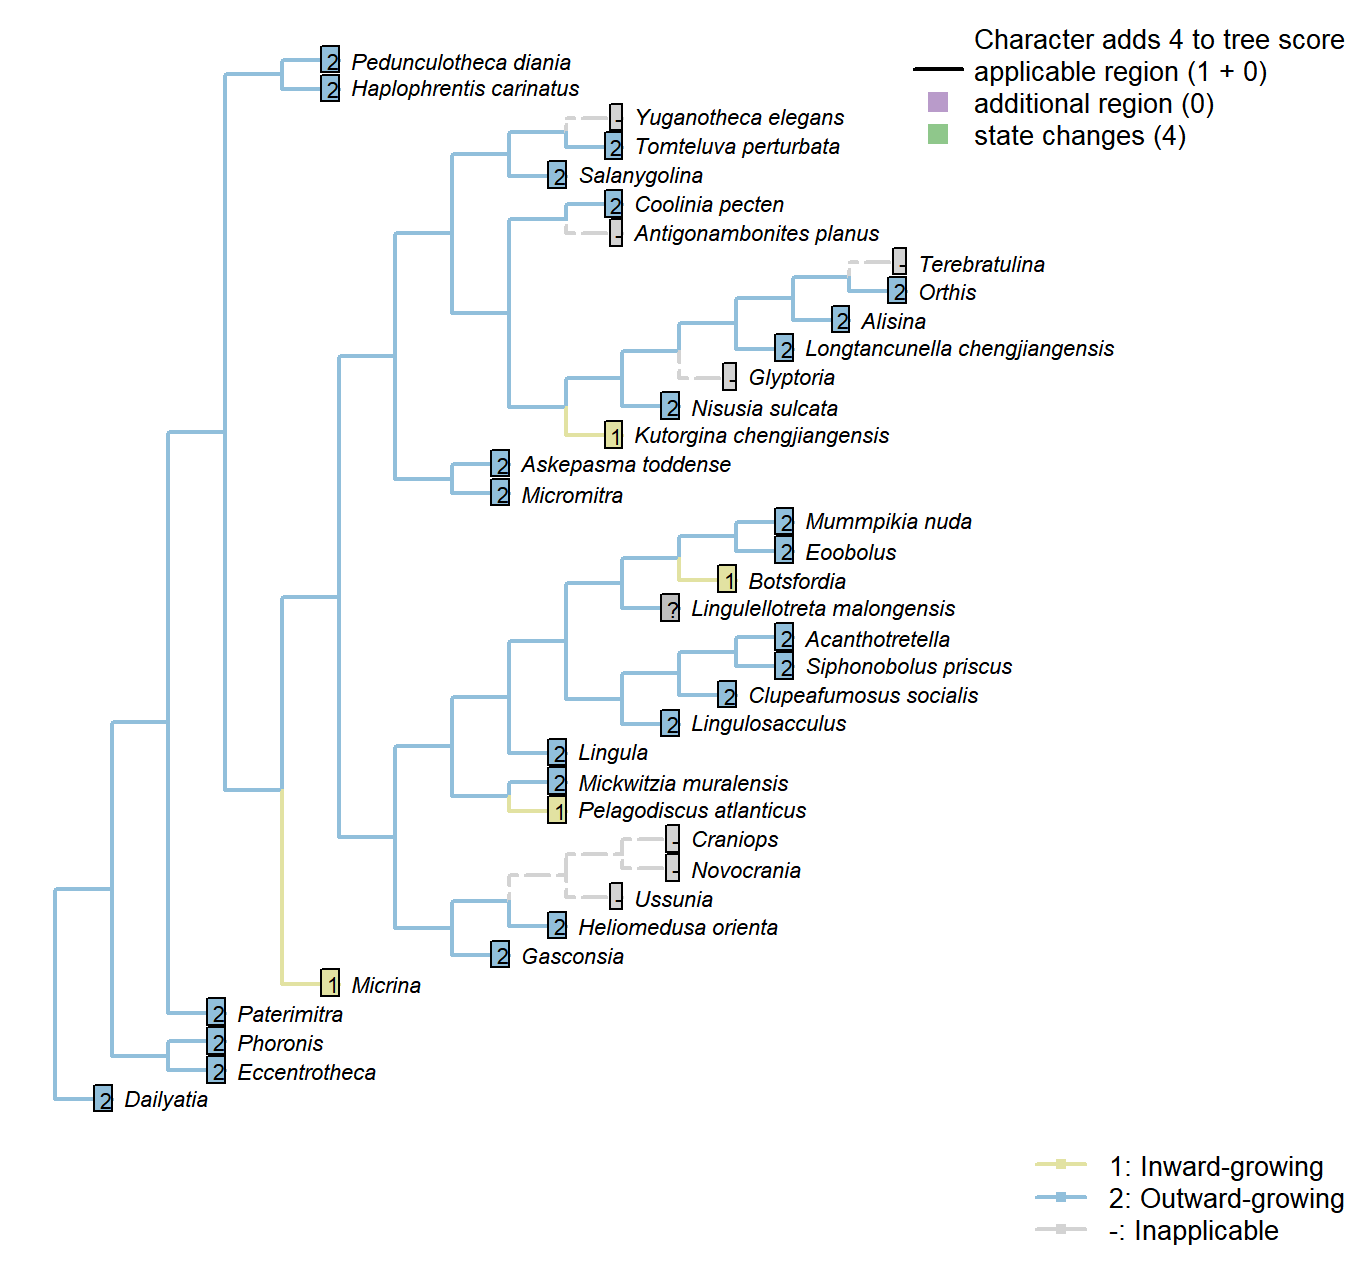 Character adds 4 to tree score
applicable region (1 + 0)
additional region (0)
state changes (4)
2 Pedunculotheca diania
2 Haplophrentis carinatus
- Yuganotheca elegans
2 Tomteluva perturbata
2 Salanygolina
2 Coolinia pecten
- Antigonambonites planus
- Terebratulina
2 Orthis
2 Alisina
2 Longtancunella chengjiangensis
- Glyptoria
2 Nisusia sulcata
1 Kutorgina chengjiangensis
2 Askepasma toddense
2 Micromitra
2 Mummpikia nuda
2 Eoobolus
1 Botsfordia
? Lingulellotreta malongensis
2 Acanthotretella
2 Siphonobolus priscus
2 Clupeafumosus socialis
2 Lingulosacculus
2 Lingula
2 Mickwitzia muralensis
1 Pelagodiscus atlanticus
- Craniops
- Novocrania
- Ussunia
2 Heliomedusa orienta
2 Gasconsia
1 Micrina
2 Paterimitra
2 Phoronis
2 Eccentrotheca
2 Dailyatia
1: Inward-growing
2: Outward-growing
-: Inapplicable